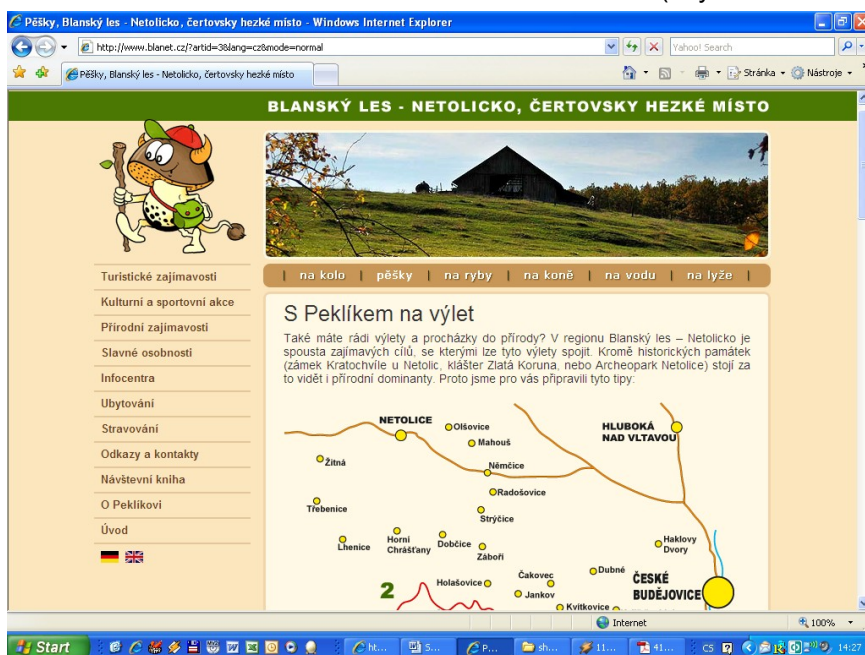 Pěšky, Blanský les - Netolicko, čertovsky hezké místo - Windows Internet Explorer
http://www.blanet.cz/?artid=3&lang=cz&mode=normal
Yahoo! Search
Pěšky, Blanský les - Netolicko, čertovsky hezké místo
Stránka
Nástroje
BLANSKÝ LES - NETOLICKO, ČERTOVSKY HEZKÉ MÍSTO
| na kolo | pěšky | na ryby | na koně | na vodu | na lyže |
Turistické zajímavosti
Kulturní a sportovní akce
Přírodní zajímavosti
Slavné osobnosti
Infocentra
Ubytování
Stravování
Odkazy a kontakty
Návštevní kniha
O Peklíkovi
Úvod
S Peklíkem na výlet
Také máte rádi výlety a procházky do přírody? V regionu Blanský les – Netolicko je
spousta zajímavých cílů, se kterými lze tyto výlety spojit. Kromě historických památek
(zámek Kratochvíle u Netolic, klášter Zlatá Koruna, nebo Archeopark Netolice) stojí za
to vidět i přírodní dominanty. Proto jsme pro vás připravili tyto tipy:
NETOLICE
Olšovice
HLUBOKÁ
NAD VLTAVOU
Mahouš
Žitná
Němčice
Radošovice
Třebenice
Strýčice
Lhenice
Horní
Chrášťany
Dobčice
Záboří
Haklovy
Dvory
Dubné
Čakovec
Holašovice
Jankov
ČESKÉ
BUDĚJOVICE
2
Kvítkovice
Internet
100%
Start
ht...
S...
P...
sh...
11...
41...
CS
14:27